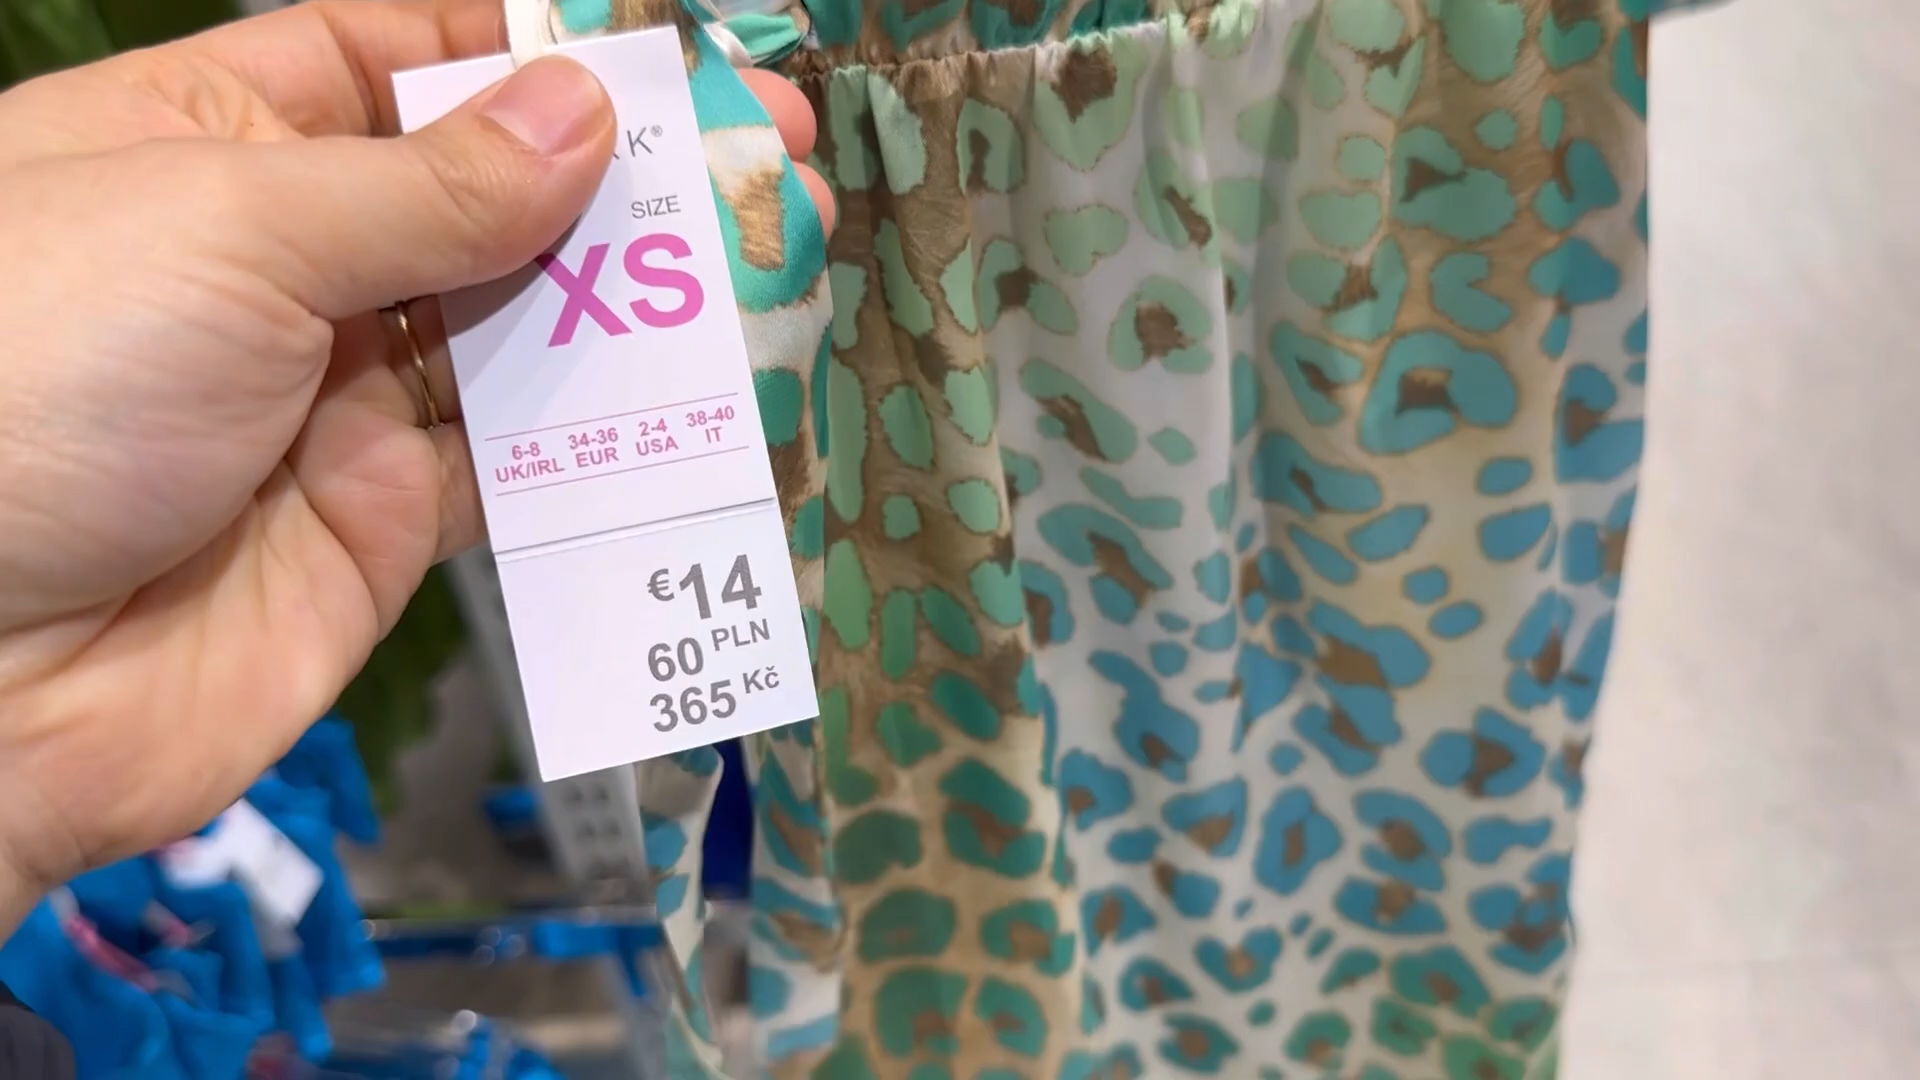 K®
SIZE
XS
6-8 34-36 2-4 38-40
UK/IRL EUR USA IT
€14
60 PLN
365 Kč